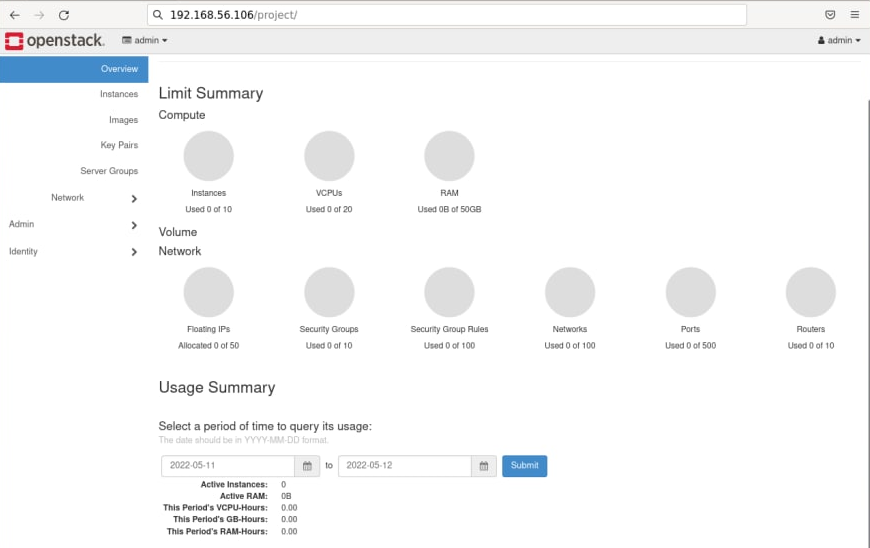 192.168.56.106/project/
openstack. admin admin
Overview
Instances
Images
Key Pairs
Server Groups
Network
Admin
Identity
Limit Summary
Compute
Instances VCPUs RAM
Used 0 of 10 Used 0 of 20 Used 0B of 50GB
Volume
Network
Floating IPs Security Groups Security Group Rules Networks Ports Routers
Allocated 0 of 50 Used 0 of 10 Used 0 of 100 Used 0 of 100 Used 0 of 500 Used 0 of 10
Usage Summary
Select a period of time to query its usage:
The date should be in YYYY-MM-DD format.
2022-05-11 to 2022-05-12 Submit
Active Instances: 0
Active RAM: 0B
This Period's VCPU-Hours: 0.00
This Period's GB-Hours: 0.00
This Period's RAM-Hours: 0.00